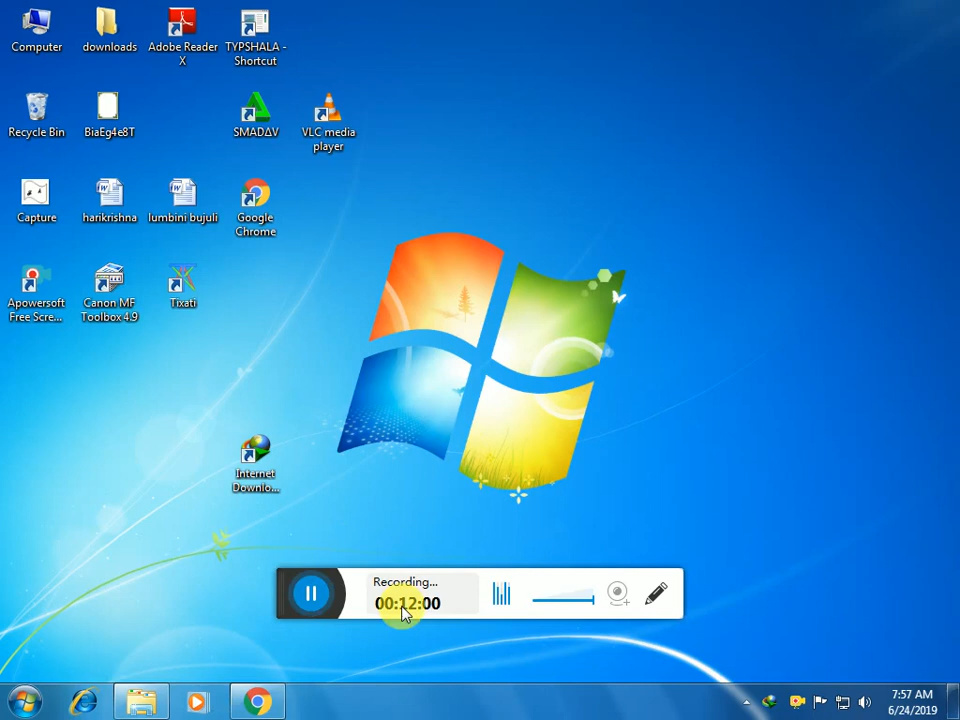 Computer
downloads
Adobe Reader
X
TYPSHALA -
Shortcut
Recycle Bin
BiaEg4e8T
SMADΔV
VLC media
player
Capture
harikrishna
lumbini bujuli
Google
Chrome
Apowersoft
Free Scre...
Canon MF
Toolbox 4.9
Tixati
Internet
Downlo...
Recording...
00:12:00
7:57 AM
6/24/2019